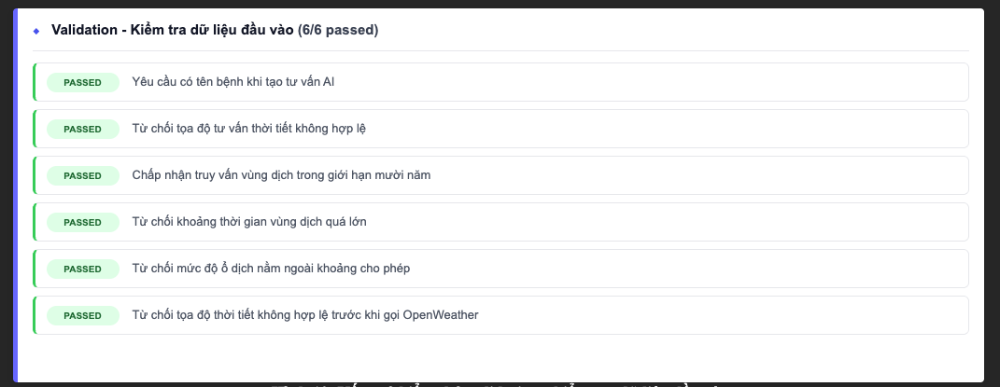 Validation - Kiểm tra dữ liệu đầu vào (6/6 passed)
PASSED Yêu cầu có tên bệnh khi tạo tư vấn AI
PASSED Từ chối tọa độ tư vấn thời tiết không hợp lệ
PASSED Chấp nhận truy vấn vùng dịch trong giới hạn mười năm
PASSED Từ chối khoảng thời gian vùng dịch quá lớn
PASSED Từ chối mức độ ổ dịch nằm ngoài khoảng cho phép
PASSED Từ chối tọa độ thời tiết không hợp lệ trước khi gọi OpenWeather